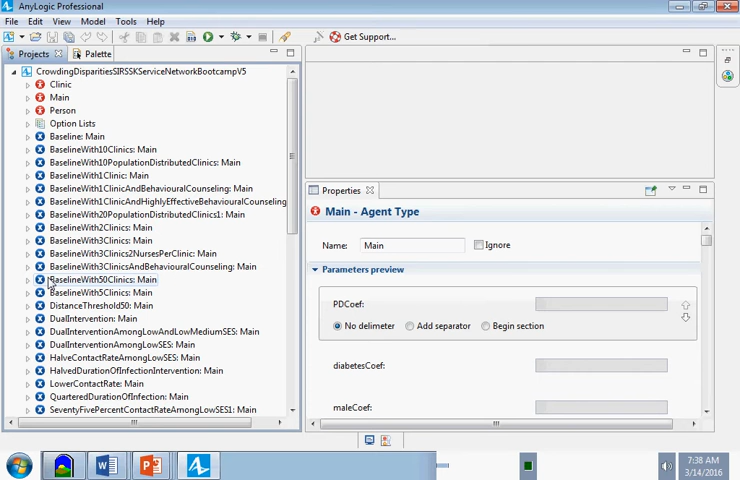 AnyLogic Professional
File Edit View Model Tools Help
Get Support...
Projects Palette
CrowdingDisparitiesSIRSSKServiceNetworkBootcampV5
Clinic
Main
Person
Option Lists
Baseline: Main
BaselineWith10Clinics: Main
BaselineWith10PopulationDistributedClinics: Main
BaselineWith1Clinic: Main
BaselineWith1ClinicAndBehaviouralCounseling: Main
BaselineWith1ClinicAndHighlyEffectiveBehaviouralCounseling
BaselineWith20PopulationDistributedClinics1: Main
BaselineWith2Clinics: Main
BaselineWith3Clinics: Main
BaselineWith3Clinics2NursesPerClinic: Main
BaselineWith3ClinicsAndBehaviouralCounseling: Main
BaselineWith50Clinics: Main
BaselineWith5Clinics: Main
DistanceThreshold50: Main
DualIntervention: Main
DualInterventionAmongLowAndLowMediumSES: Main
DualInterventionAmongLowSES: Main
HalveContactRateAmongLowSES: Main
HalvedDurationOfInfectionIntervention: Main
LowerContactRate: Main
QuarteredDurationOfInfection: Main
SeventyFivePercentContactRateAmongLowSES1: Main
Properties
Main - Agent Type
Name: Main Ignore
Parameters preview
PDCoef:
No delimeter Add separator Begin section
diabetesCoef:
maleCoef:
7:38 AM
3/14/2016